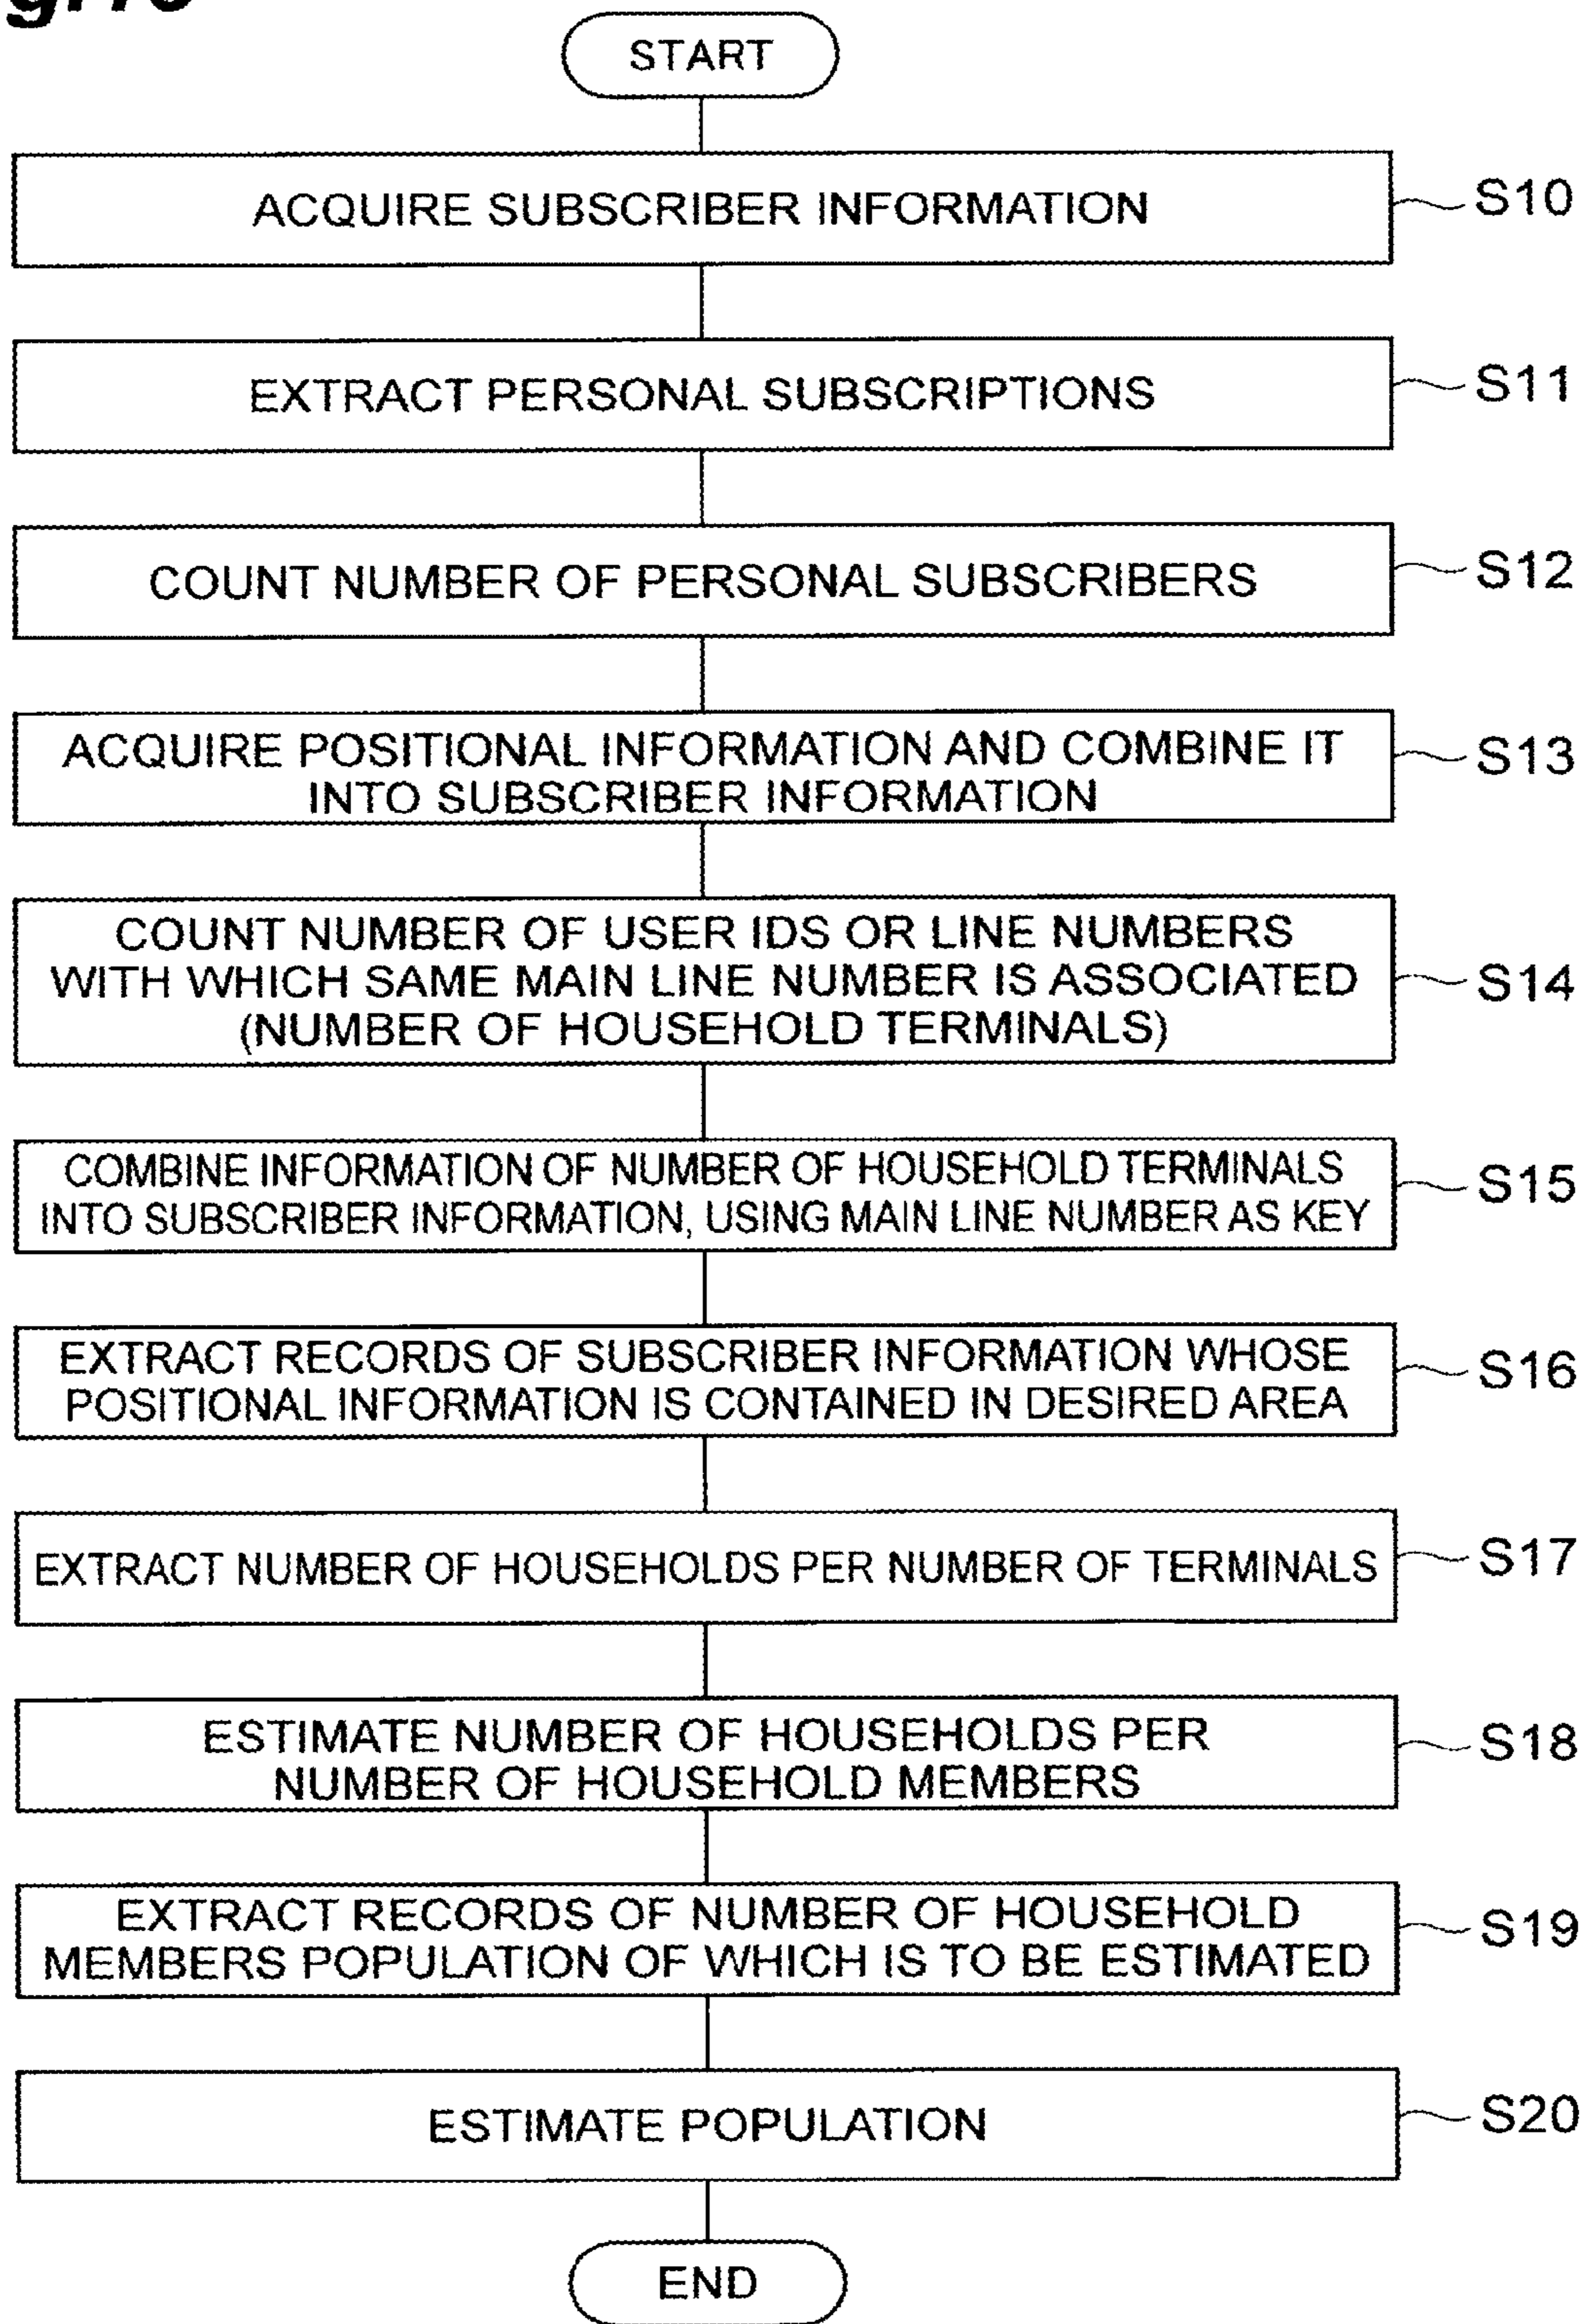 START
ACQUIRE SUBSCRIBER INFORMATION
S10
EXTRACT PERSONAL SUBSCRIPTIONS
S11
COUNT NUMBER OF PERSONAL SUBSCRIBERS
S12
ACQUIRE POSITIONAL INFORMATION AND COMBINE IT
INTO SUBSCRIBER INFORMATION
S13
COUNT NUMBER OF USER IDS OR LINE NUMBERS
WITH WHICH SAME MAIN LINE NUMBER IS ASSOCIATED
(NUMBER OF HOUSEHOLD TERMINALS)
S14
COMBINE INFORMATION OF NUMBER OF HOUSEHOLD TERMINALS
INTO SUBSCRIBER INFORMATION, USING MAIN LINE NUMBER AS KEY
S15
EXTRACT RECORDS OF SUBSCRIBER INFORMATION WHOSE
POSITIONAL INFORMATION IS CONTAINED IN DESIRED AREA
S16
EXTRACT NUMBER OF HOUSEHOLDS PER NUMBER OF TERMINALS
S17
ESTIMATE NUMBER OF HOUSEHOLDS PER
NUMBER OF HOUSEHOLD MEMBERS
S18
EXTRACT RECORDS OF NUMBER OF HOUSEHOLD
MEMBERS POPULATION OF WHICH IS TO BE ESTIMATED
S19
ESTIMATE POPULATION
S20
END